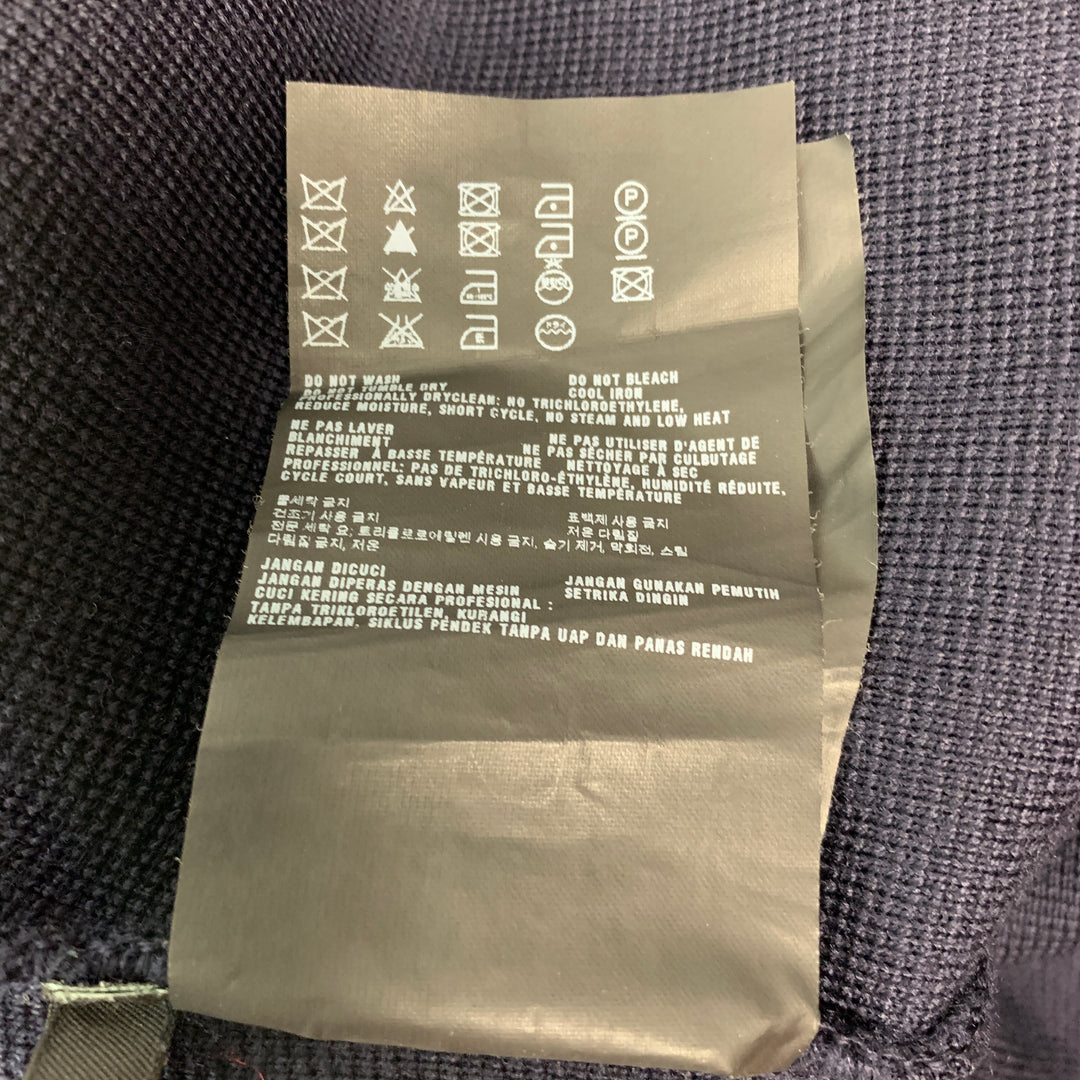 P
P
DO NOT WASH DO NOT BLEACH
DO NOT TUMBLE DRY COOL IRON
PROFESSIONALLY DRYCLEAN: NO TRICHLOROETHYLENE,
REDUCE MOISTURE, SHORT CYCLE, NO STEAM AND LOW HEAT
NE PAS LAVER NE PAS UTILISER D'AGENT DE
BLANCHIMENT NE PAS SÉCHER PAR CULBUTAGE
REPASSER À BASSE TEMPÉRATURE NETTOYAGE À SEC
PROFESSIONNEL: PAS DE TRICHLORO-ÉTHYLÈNE, HUMIDITÉ RÉDUITE,
CYCLE COURT, SANS VAPEUR ET BASSE TEMPÉRATURE
물세탁 금지 표백제 사용 금지
건조기 사용 금지 저온 다림질
전문 세탁 요, 트리클로로에틸렌 시용 금지, 습기 제거, 약회전, 스팀
다림질 금지, 저온
JANGAN DICUCI JANGAN GUNAKAN PEMUTIH
JANGAN DIPERAS DENGAN MESIN SETRIKA DINGIN
CUCI KERING SECARA PROFESIONAL :
TANPA TRIKLOROETILEN, KURANGI
KELEMBAPAN, SIKLUS PENDEK TANPA UAP DAN PANAS RENDAH